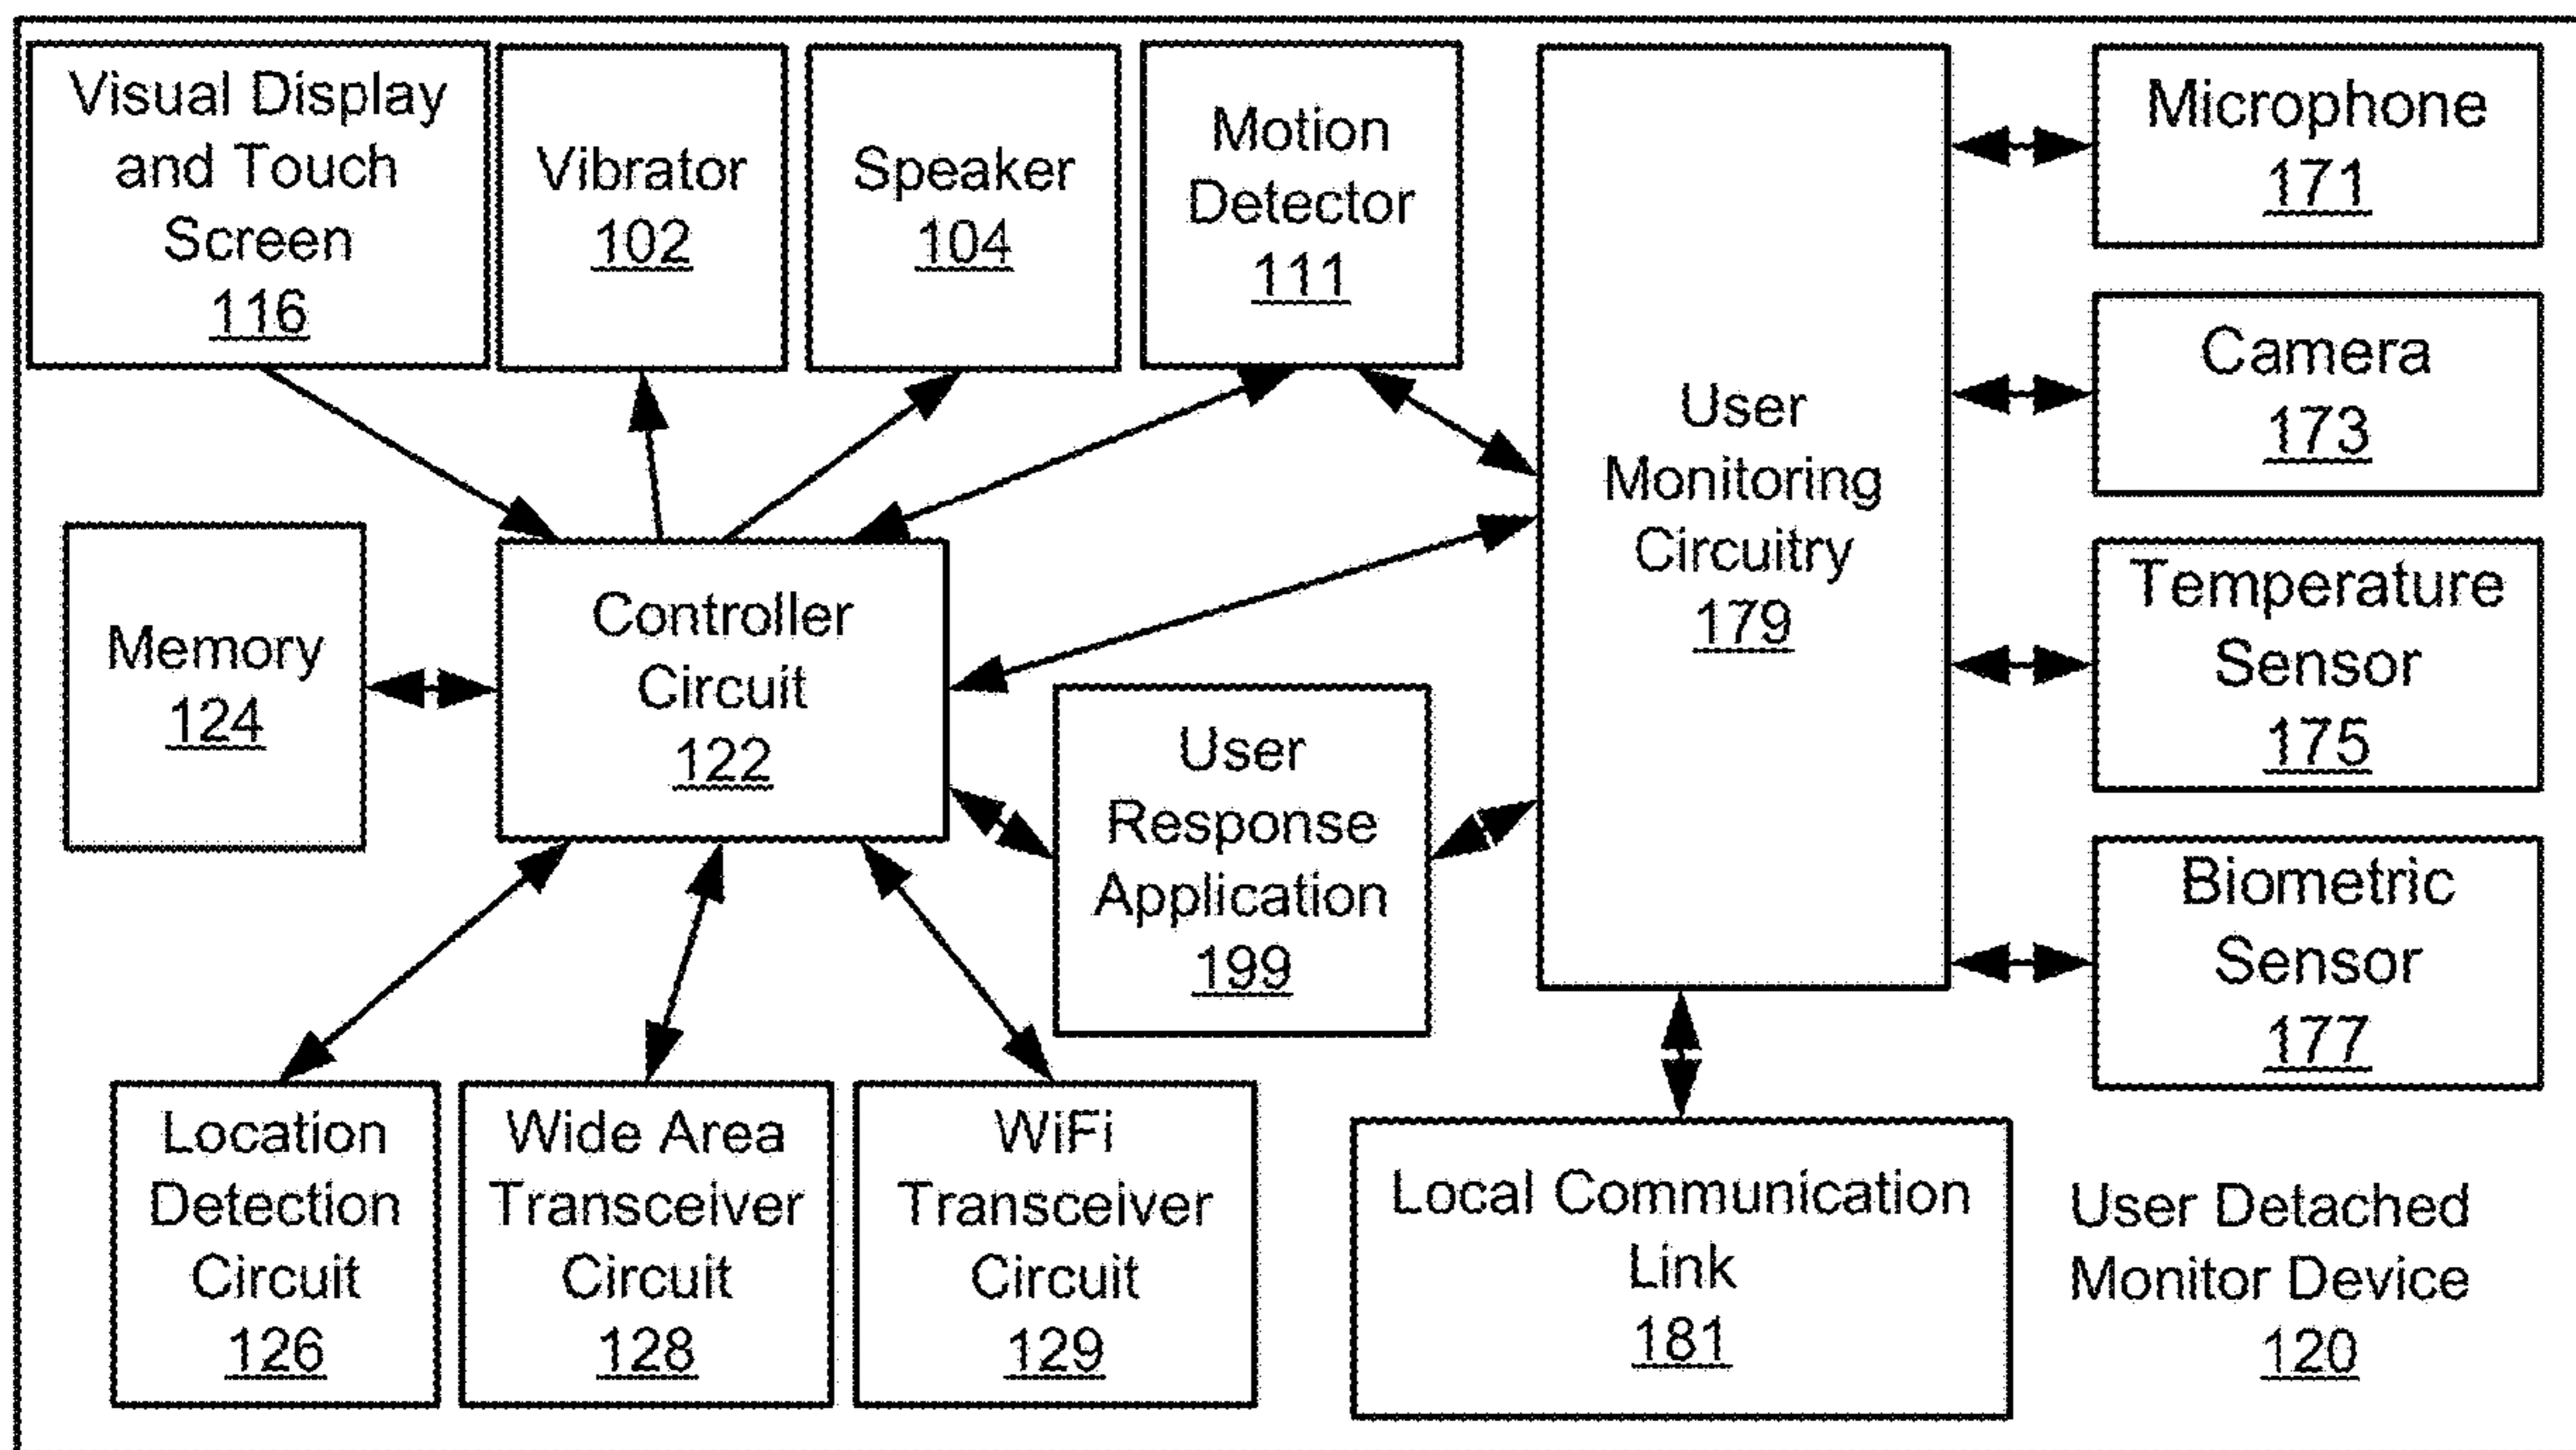 Visual Display
and Touch
Screen
116
Vibrator
102
Speaker
104
Motion
Detector
111
User
Monitoring
Circuitry
179
Microphone
171
Camera
173
Temperature
Sensor
175
Biometric
Sensor
177
Memory
124
Controller
Circuit
122
User
Response
Application
199
Location
Detection
Circuit
126
Wide Area
Transceiver
Circuit
128
WiFi
Transceiver
Circuit
129
Local Communication
Link
181
User Detached
Monitor Device
120